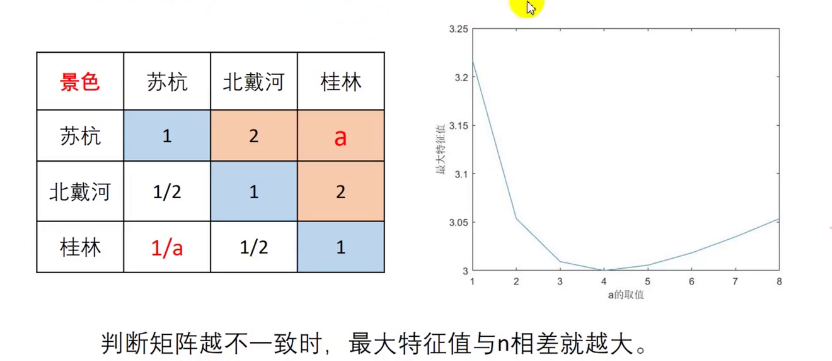 景色 苏杭 北戴河 桂林
苏杭 1 2 a
北戴河 1/2 1 2
桂林 1/a 1/2 1
3.25
3.2
3.15
3.1
3.05
3
最大特征值
1 2 3 4 5 6 7 8
a的取值
判断矩阵越不一致时，最大特征值与n相差就越大。